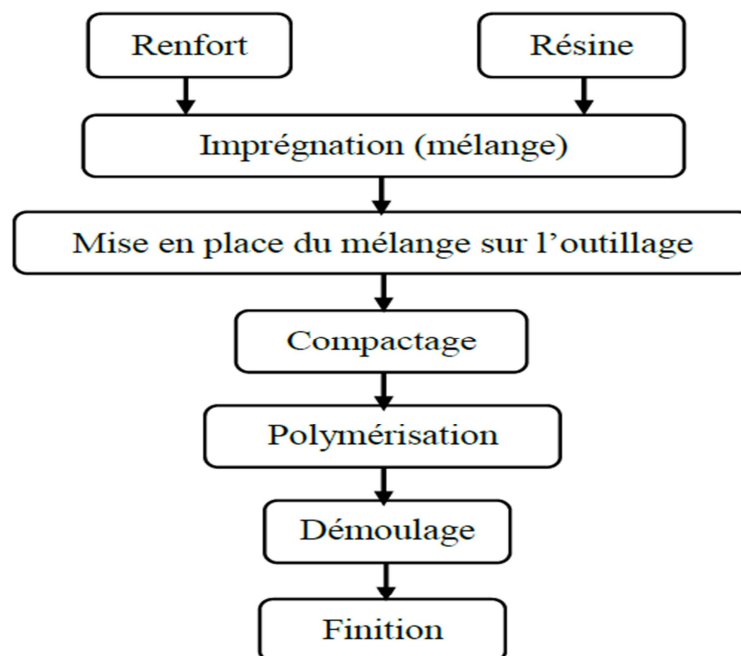 Renfort
Résine
Imprégnation (mélange)
Mise en place du mélange sur l’outillage
Compactage
Polymérisation
Démoulage
Finition